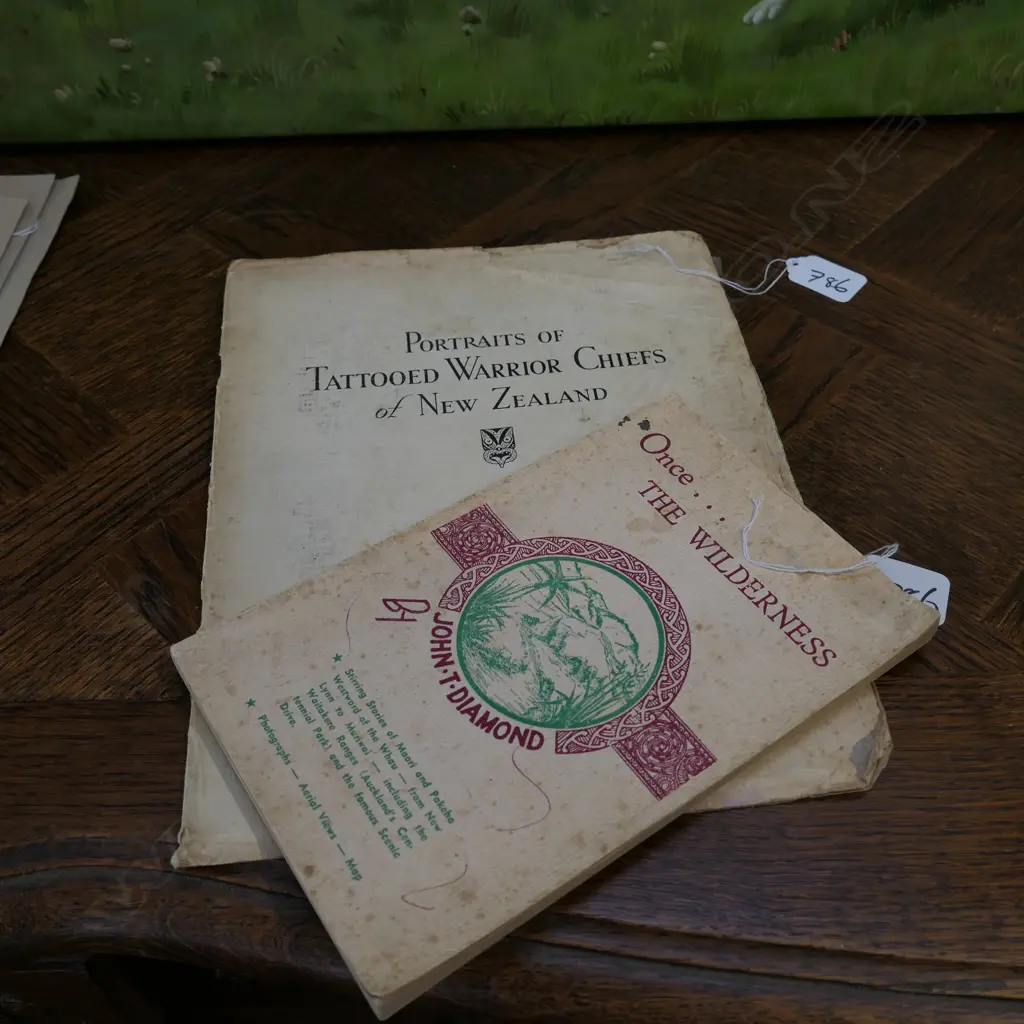 PORTRAITS OF
TATTOOED WARRIOR CHIEFS
of NEW ZEALAND
786
Once . . .
THE WILDERNESS
By
JOHN·T·DIAMOND
★ Stirring Stories of Maori and Pakeha
Westward of the Whau — from New
Lynn to Muriwai — including the
Waitakere Ranges (Auckland's Cen-
tennial Park) and the famous Scenic
Drive.
★ Photographs — Aerial Views — Map